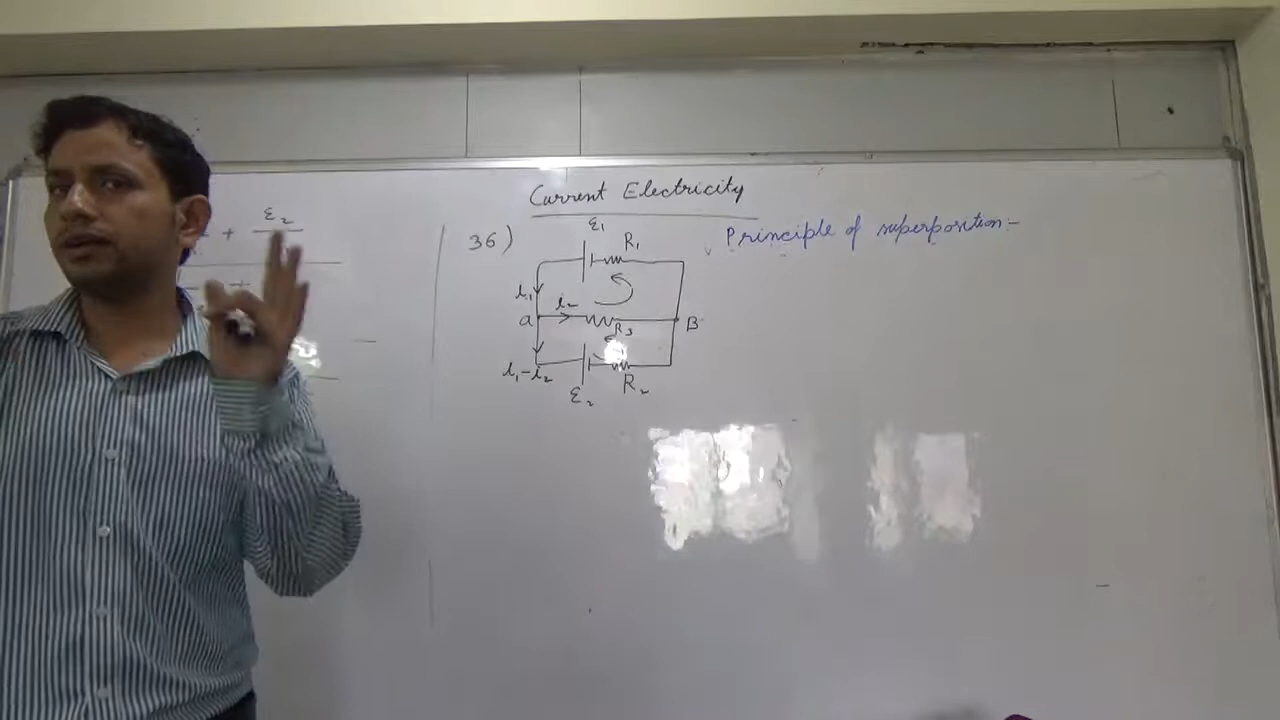 Current Electricity
+ ε₂
36)
Principle of superposition:-
ε₁
R₁
i₁
i₂
a
R₃
B
i₁-i₂
ε₂
R₂